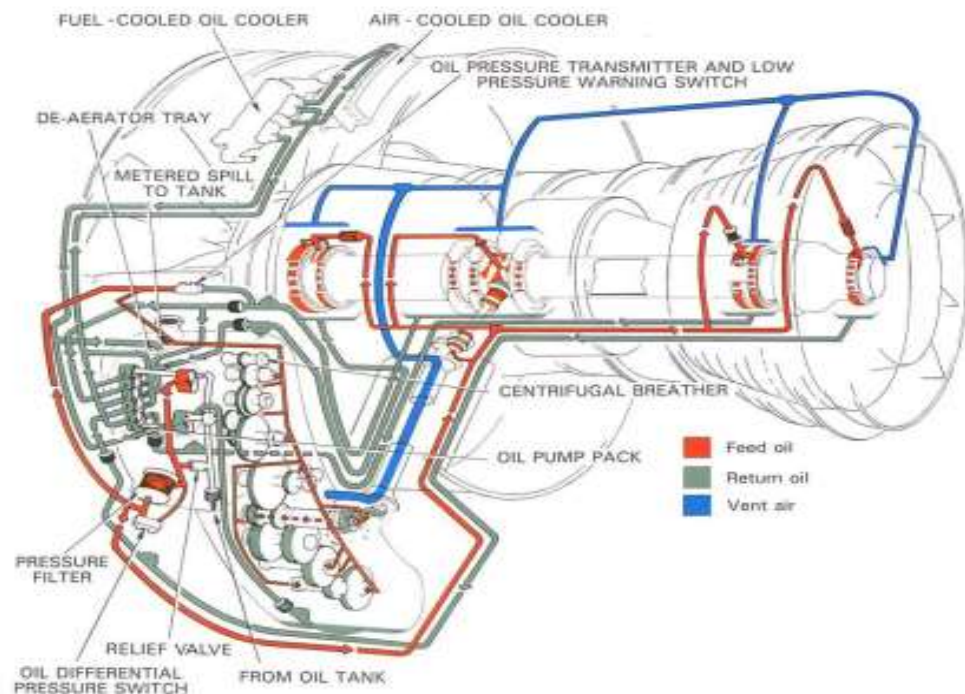 FUEL - COOLED OIL COOLER
AIR - COOLED OIL COOLER
OIL PRESSURE TRANSMITTER AND LOW
PRESSURE WARNING SWITCH
DE-AERATOR TRAY
METERED SPILL
TO TANK
CENTRIFUGAL BREATHER
OIL PUMP PACK
Feed oil
Return oil
Vent air
PRESSURE
FILTER
RELIEF VALVE
OIL DIFFERENTIAL
PRESSURE SWITCH
FROM OIL TANK